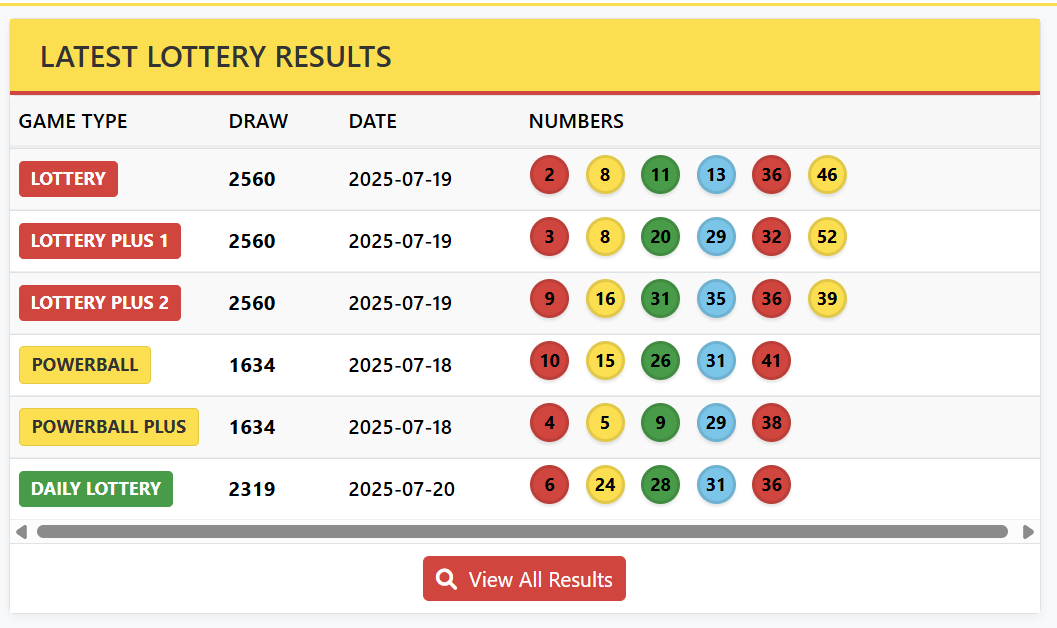 LATEST LOTTERY RESULTS
GAME TYPE DRAW DATE NUMBERS
LOTTERY 2560 2025-07-19 2 8 11 13 36 46
LOTTERY PLUS 1 2560 2025-07-19 3 8 20 29 32 52
LOTTERY PLUS 2 2560 2025-07-19 9 16 31 35 36 39
POWERBALL 1634 2025-07-18 10 15 26 31 41
POWERBALL PLUS 1634 2025-07-18 4 5 9 29 38
DAILY LOTTERY 2319 2025-07-20 6 24 28 31 36
View All Results